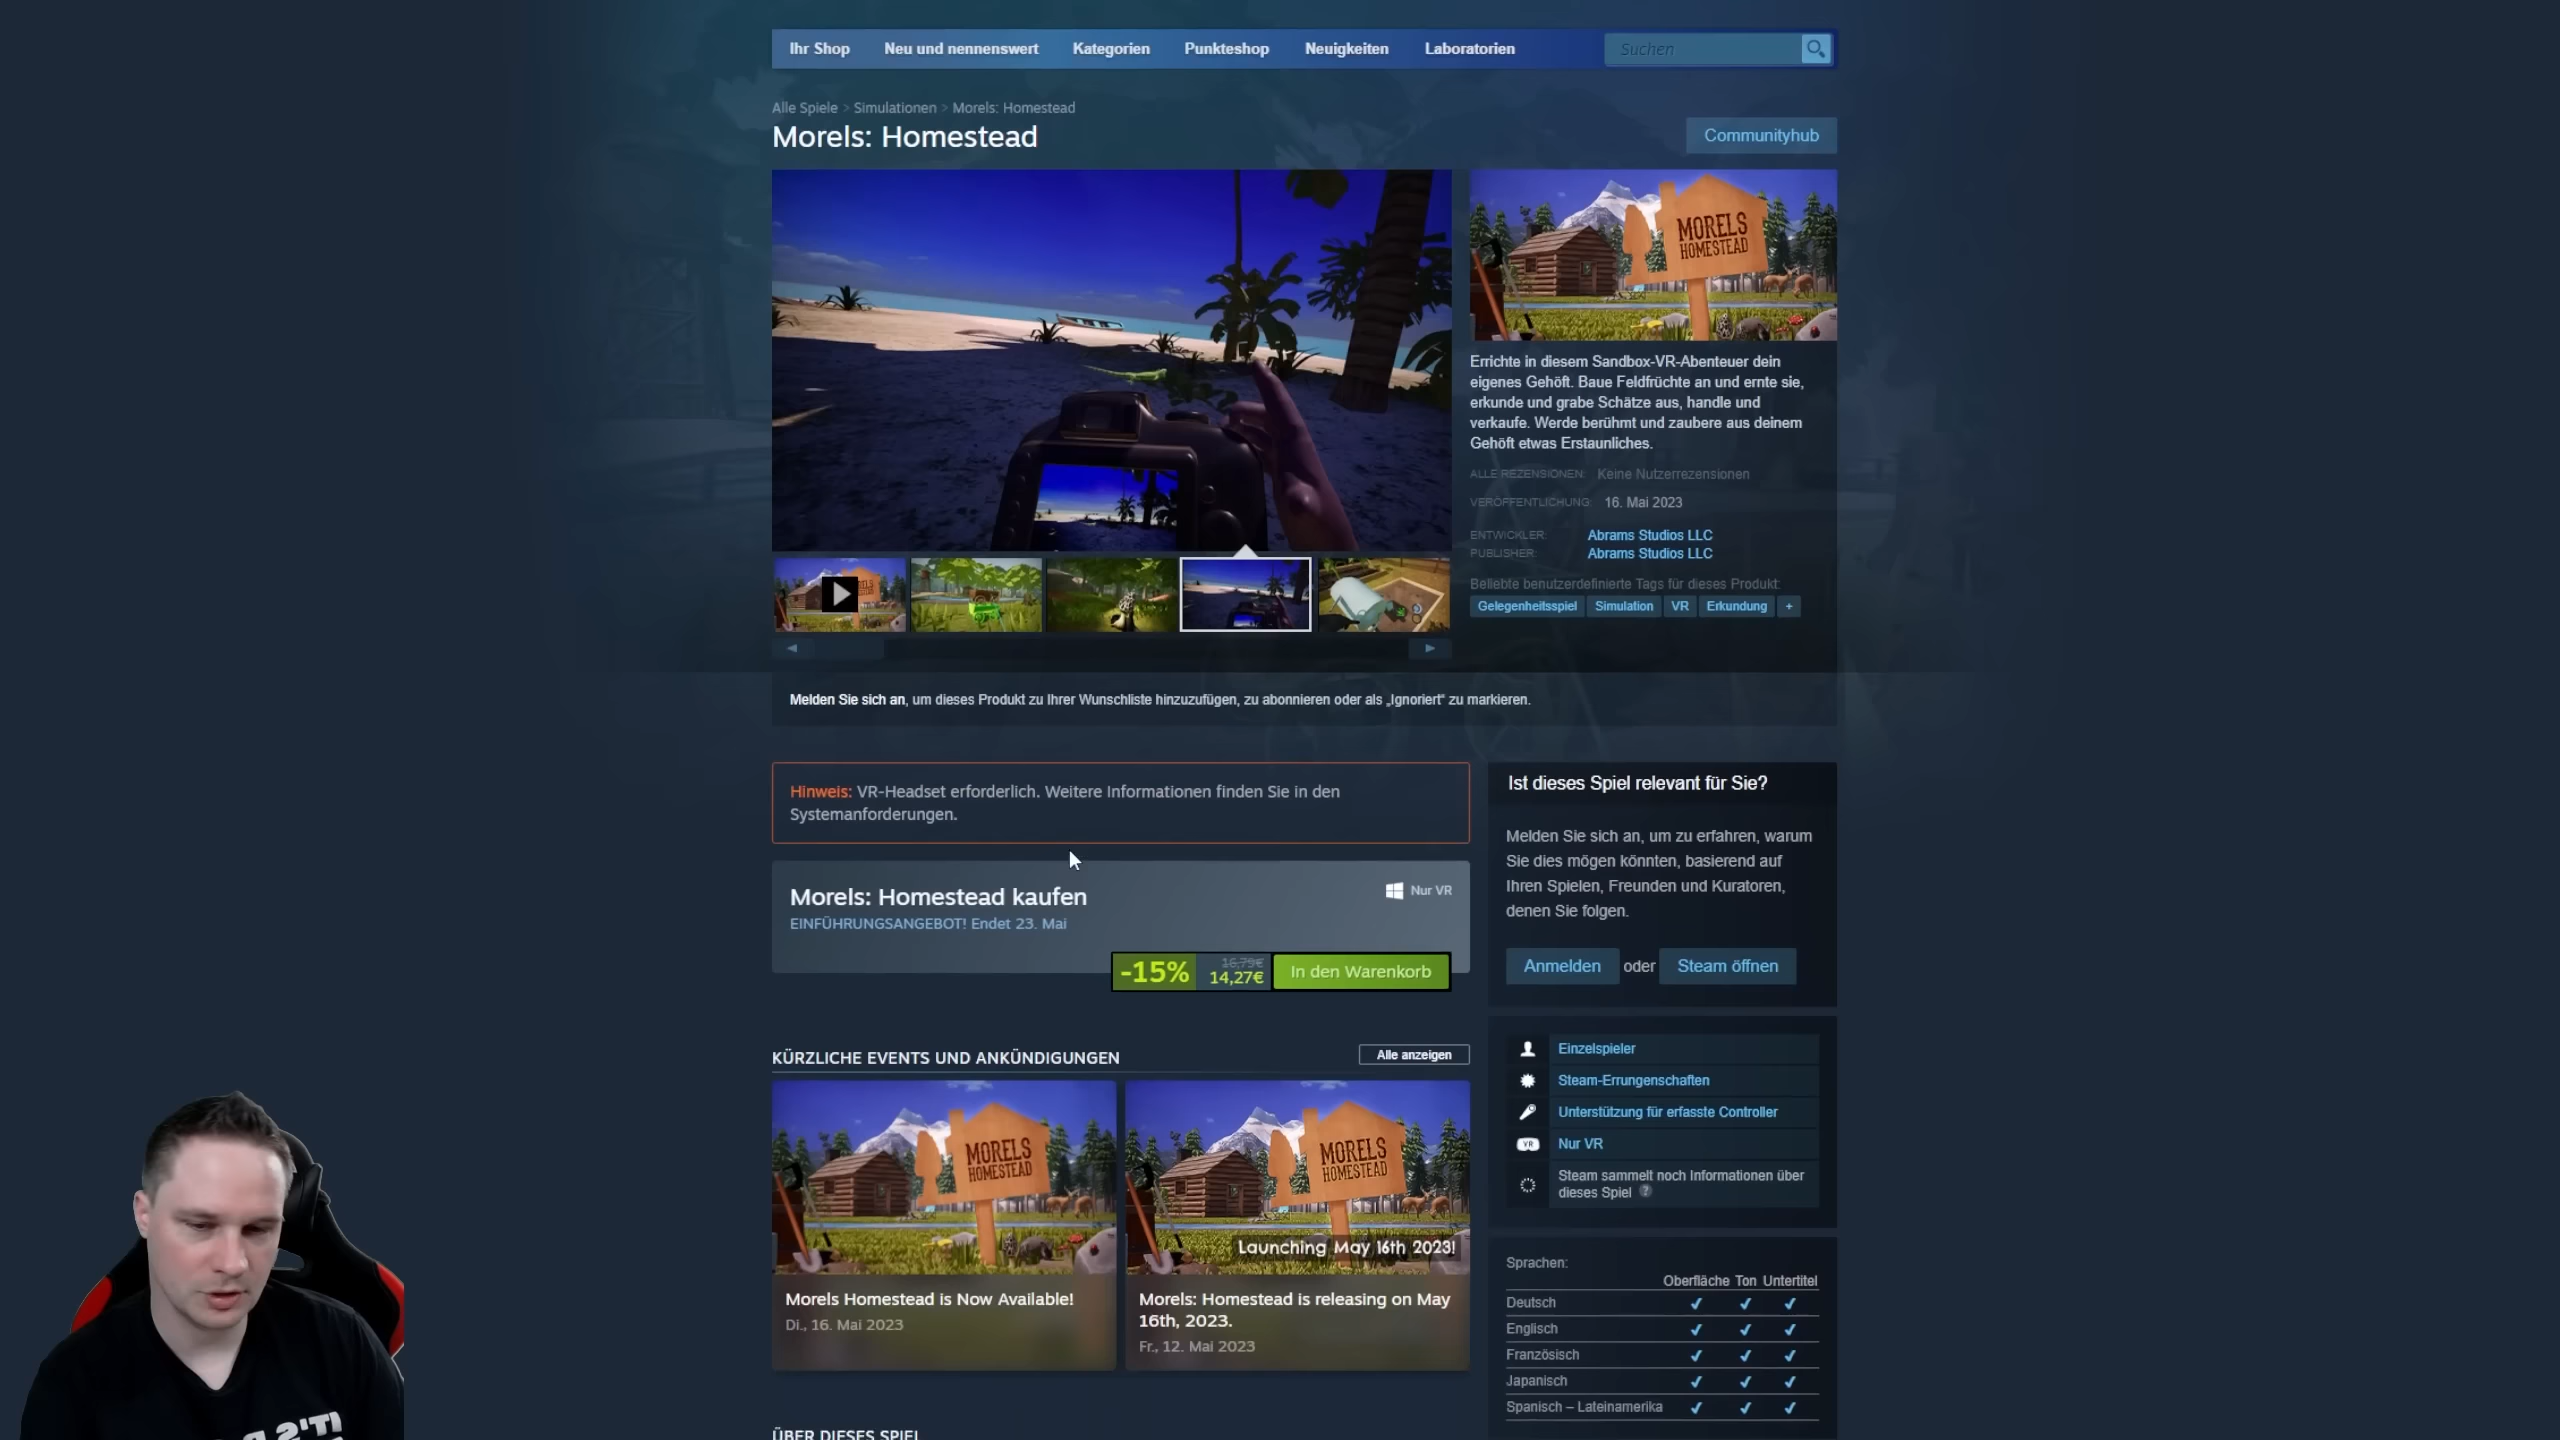 Ihr Shop Neu und nennenswert Kategorien Punkteshop Neuigkeiten Laboratorien Suchen
Alle Spiele > Simulationen > Morels: Homestead
Morels: Homestead
Communityhub
MORELS
HOMESTEAD
Errichte in diesem Sandbox-VR-Abenteuer dein
eigenes Gehöft. Baue Feldfrüchte an und ernte sie,
erkunde und grabe Schätze aus, handle und
verkaufe. Werde berühmt und zaubere aus deinem
Gehöft etwas Erstaunliches.
ALLE REZENSIONEN: Keine Nutzerrezensionen
VERÖFFENTLICHUNG: 16. Mai 2023
ENTWICKLER: Abrams Studios LLC
PUBLISHER: Abrams Studios LLC
Beliebte benutzerdefinierte Tags für dieses Produkt:
Gelegenheitsspiel Simulation VR Erkundung +
Melden Sie sich an, um dieses Produkt zu Ihrer Wunschliste hinzuzufügen, zu abonnieren oder als „Ignoriert“ zu markieren.
Hinweis: VR-Headset erforderlich. Weitere Informationen finden Sie in den
Systemanforderungen.
Morels: Homestead kaufen
Nur VR
EINFÜHRUNGSANGEBOT! Endet 23. Mai
-15% 16,79€ 14,27€ In den Warenkorb
Ist dieses Spiel relevant für Sie?
Melden Sie sich an, um zu erfahren, warum
Sie dies mögen könnten, basierend auf
Ihren Spielen, Freunden und Kuratoren,
denen Sie folgen.
Anmelden oder Steam öffnen
KÜRZLICHE EVENTS UND ANKÜNDIGUNGEN
Alle anzeigen
MORELS
HOMESTEAD
Morels Homestead is Now Available!
Di., 16. Mai 2023
MORELS
HOMESTEAD
Launching May 16th 2023!
Morels: Homestead is releasing on May
16th, 2023.
Fr., 12. Mai 2023
Einzelspieler
Steam-Errungenschaften
Unterstützung für erfasste Controller
VR Nur VR
Steam sammelt noch Informationen über
dieses Spiel ?
Sprachen:
Oberfläche Ton Untertitel
Deutsch ✔ ✔ ✔
Englisch ✔ ✔ ✔
Französisch ✔ ✔ ✔
Japanisch ✔ ✔ ✔
Spanisch – Lateinamerika ✔ ✔ ✔
ÜBER DIESES SPIEL
IT'S